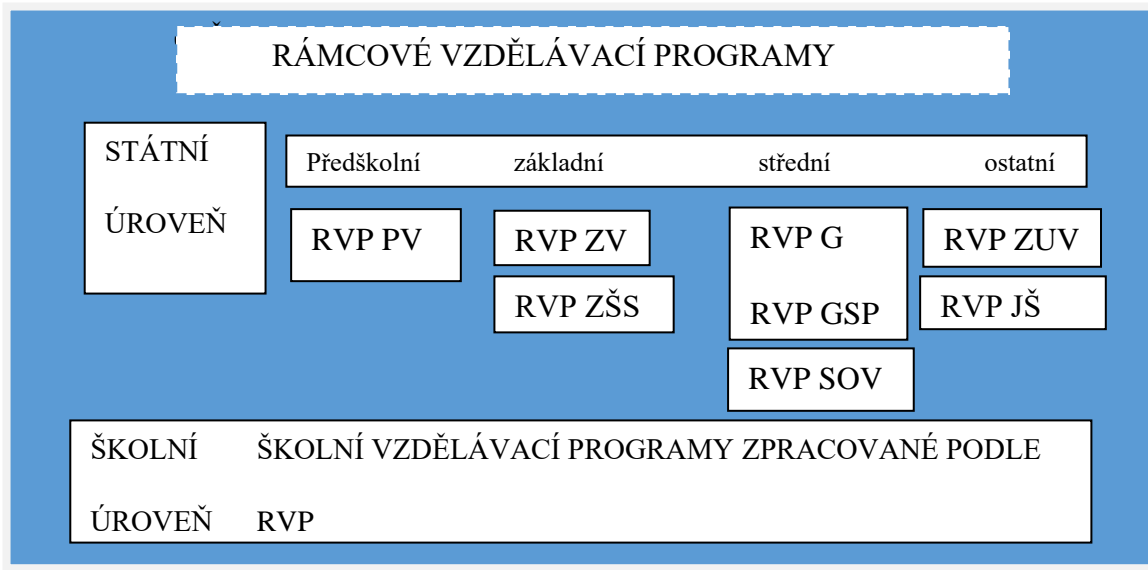 RÁMCOVÉ VZDĚLÁVACÍ PROGRAMY
STÁTNÍ
ÚROVEŇ
Předškolní základní střední ostatní
RVP PV
RVP ZV
RVP ZŠS
RVP G
RVP GSP
RVP SOV
RVP ZUV
RVP JŠ
ŠKOLNÍ ŠKOLNÍ VZDĚLÁVACÍ PROGRAMY ZPRACOVANÉ PODLE
ÚROVEŇ RVP